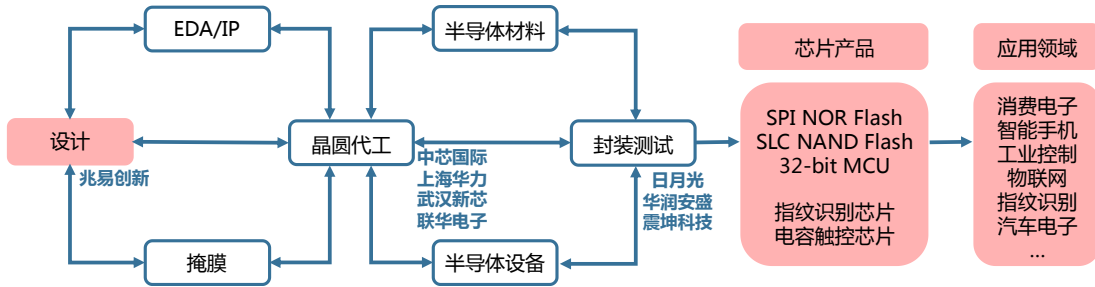 EDA/IP
半导体材料
芯片产品
应用领域
设计
晶圆代工
封装测试
兆易创新
中芯国际
上海华力
武汉新芯
联华电子
日月光
华润安盛
震坤科技
SPI NOR Flash
SLC NAND Flash
32-bit MCU
指纹识别芯片
电容触控芯片
消费电子
智能手机
工业控制
物联网
指纹识别
汽车电子
...
掩膜
半导体设备